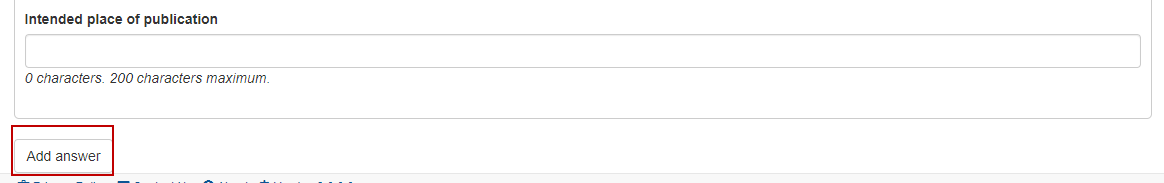 Intended place of publication
0 characters. 200 characters maximum.
Add answer